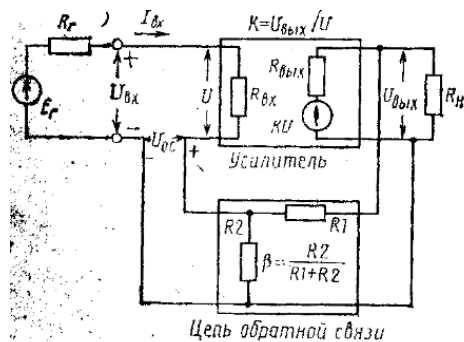 Rг
)
Iвх
K=Uвых/U
Eг
+
Uвх
−
U
Rвх
Rвых
KU
Uвых
Rн
− Uос +
Усилитель
R2
R1
β = R2/(R1+R2)
Цепь обратной связи